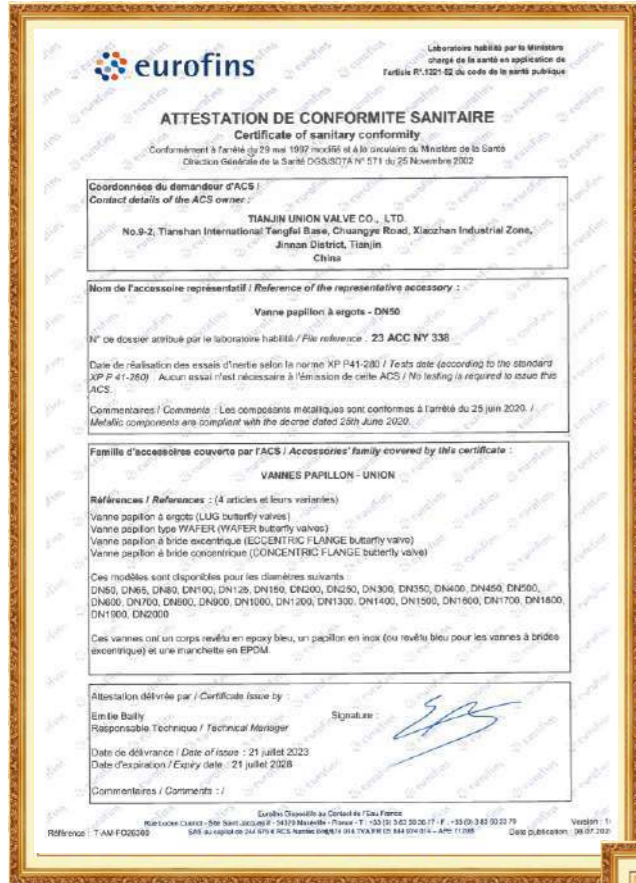 eurofins
Laboratoire habilité par le Ministère
chargé de la santé en application de
l'article R*.1321-52 du code de la santé publique
ATTESTATION DE CONFORMITE SANITAIRE
Certificate of sanitary conformity
Conformément à l'arrêté du 29 mai 1997 modifié et à la circulaire du Ministère de la Santé
Direction Générale de la Santé DGS/SD7A N° 571 du 25 Novembre 2002
Coordonnées du demandeur d'ACS /
Contact details of the ACS owner :
TIANJIN UNION VALVE CO., LTD.
No.9-2, Tianshan International Tengfei Base, Chuangye Road, Xiaozhan Industrial Zone,
Jinnan District, Tianjin
China
Nom de l'accessoire représentatif / Reference of the representative accessory :
Vanne papillon à ergots - DN50
N° de dossier attribué par le laboratoire habilité / File reference : 23 ACC NY 338
Date de réalisation des essais d'inertie selon la norme XP P41-280 / Tests date (according to the standard
XP P 41-280) : Aucun essai n'est nécessaire à l'émission de cette ACS / No testing is required to issue this
ACS.
Commentaires / Comments : Les composants métalliques sont conformes à l'arrêté du 25 juin 2020. /
Metallic components are compliant with the decree dated 25th June 2020.
Famille d'accessoires couverte par l'ACS / Accessories' family covered by this certificate :
VANNES PAPILLON - UNION
Références / References : (4 articles et leurs variantes)
Vanne papillon à ergots (LUG butterfly valves)
Vanne papillon type WAFER (WAFER butterfly valves)
Vanne papillon à bride excentrique (ECCENTRIC FLANGE butterfly valve)
Vanne papillon à bride concentrique (CONCENTRIC FLANGE butterfly valve)
Ces modèles sont disponibles pour les diamètres suivants :
DN50, DN65, DN80, DN100, DN125, DN150, DN200, DN250, DN300, DN350, DN400, DN450, DN500,
DN600, DN700, DN800, DN900, DN1000, DN1200, DN1300, DN1400, DN1500, DN1600, DN1700, DN1800,
DN1900, DN2000
Ces vannes ont un corps revêtu en epoxy bleu, un papillon en inox (ou revêtu bleu pour les vannes à brides
excentrique) et une manchette en EPDM.
Attestation délivrée par / Certificate issue by :
Emilie Bailly
Signature :
Responsable Technique / Technical Manager
Date de délivrance / Date of issue : 21 juillet 2023
Date d'expiration / Expiry date : 21 juillet 2028
Commentaires / Comments : /
Référence : T-AM-FO26360
Version :
Date publication :